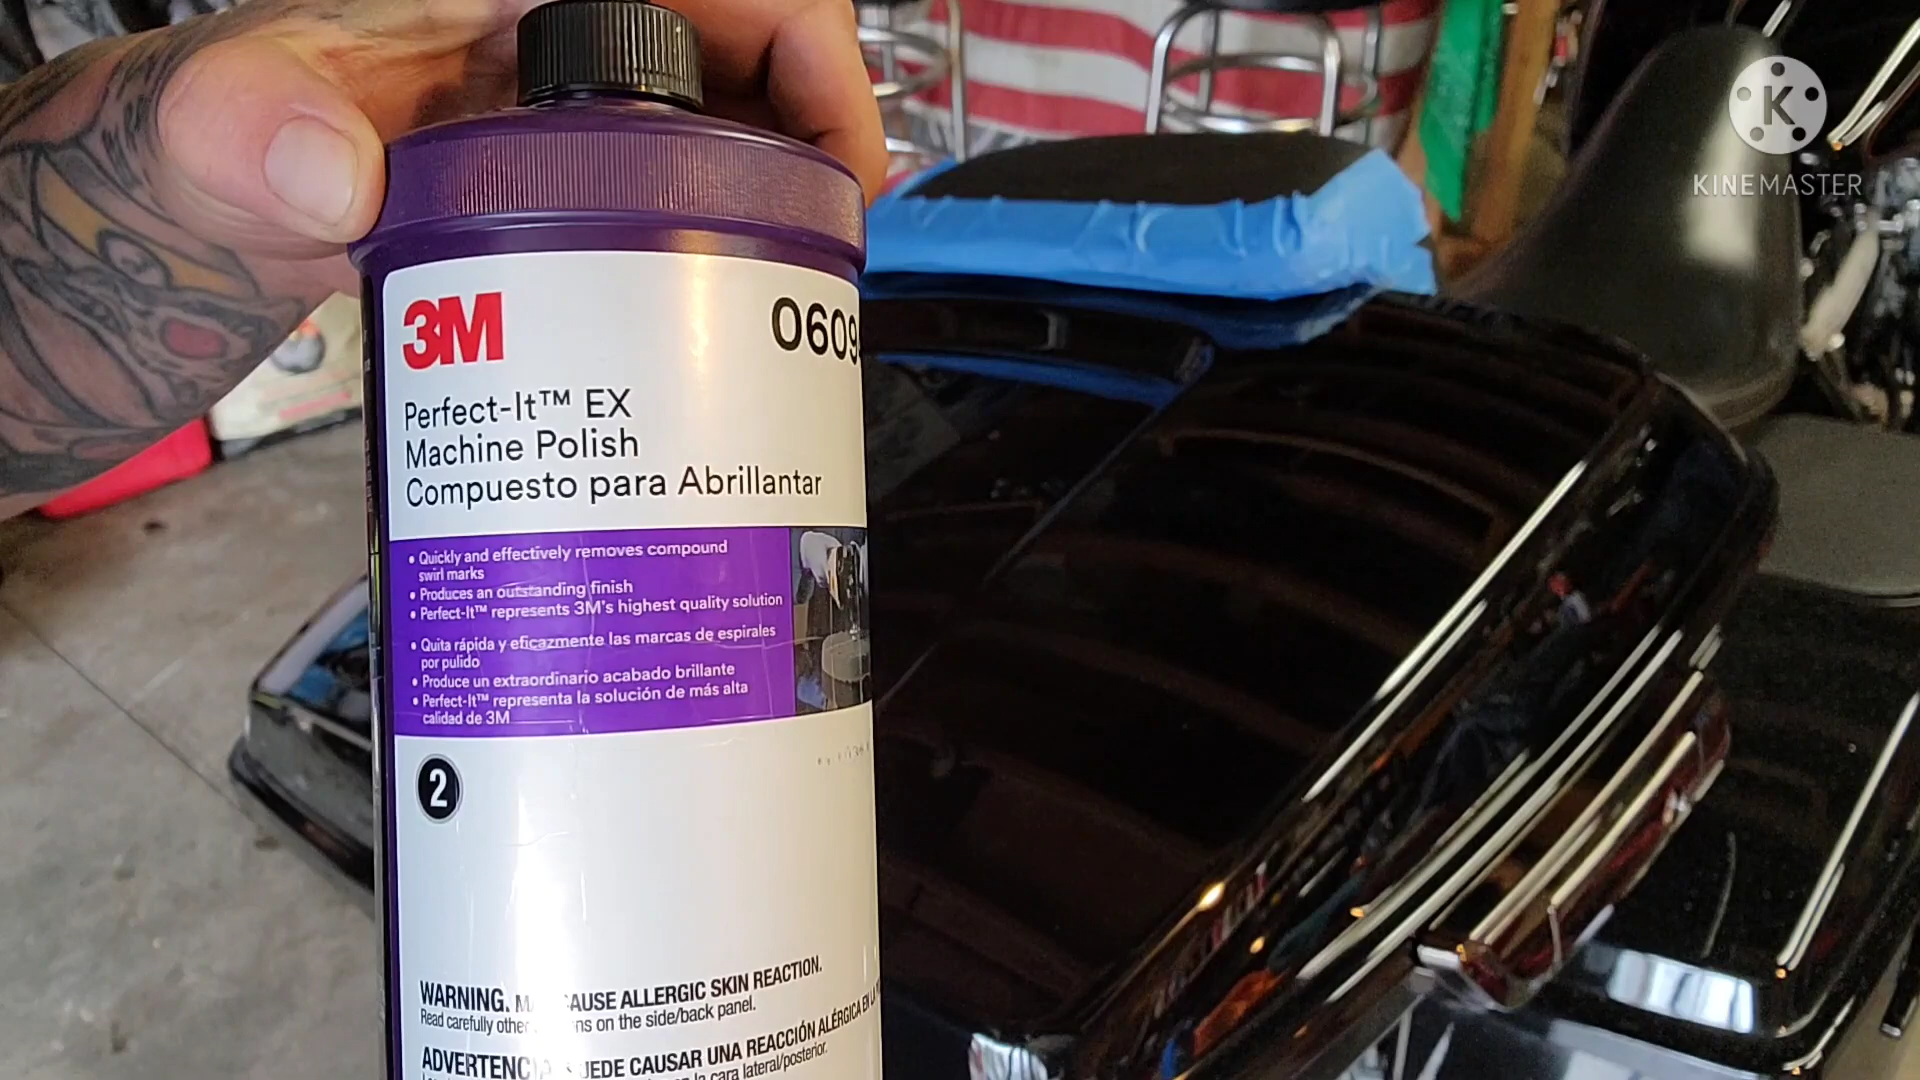 KINEMASTER
3M
Perfect-It™ EX
Machine Polish
Compuesto para Abrillantar
• Quickly and effectively removes compound
swirl marks
• Produces an outstanding finish
• Perfect-It™ represents 3M's highest quality solution
• Quita rápida y eficazmente las marcas de espirales
por pulido
• Produce un extraordinario acabado brillante
• Perfect-It™ representa la solución de más alta
calidad de 3M
2
WARNING. CAUSE ALLERGIC SKIN REACTION.
Read carefully other on the side/back panel.
CAUSAR UNA REACCIÓN ALÉRGICA EN
la cara lateral/posterior.